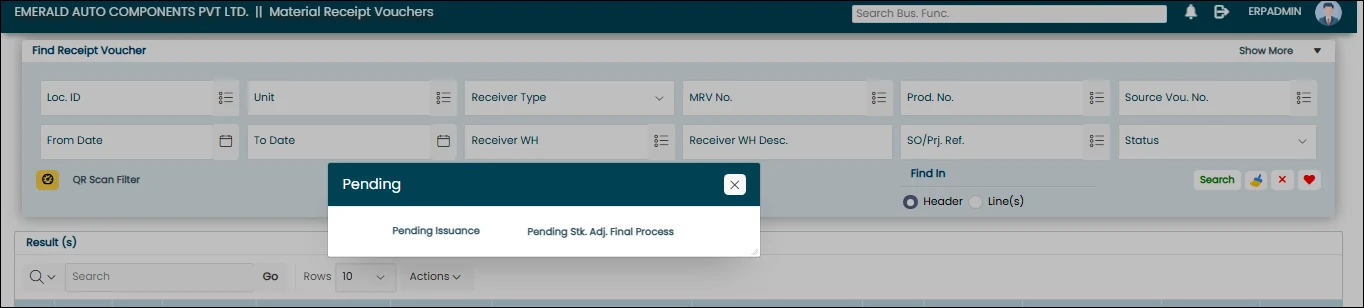 EMERALD AUTO COMPONENTS PVT LTD. || Material Receipt Vouchers
Search Bus. Func.
ERPADMIN
Find Receipt Voucher
Show More
Loc. ID
Unit
Receiver Type
MRV No.
Prod. No.
Source Vou. No.
From Date
To Date
Receiver WH
Receiver WH Desc.
SO/Prj. Ref.
Status
QR Scan Filter
Pending
Find In
Search
Header
Line(s)
Pending Issuance
Pending Stk. Adj. Final Process
Result (s)
Search
Go
Rows
10
Actions